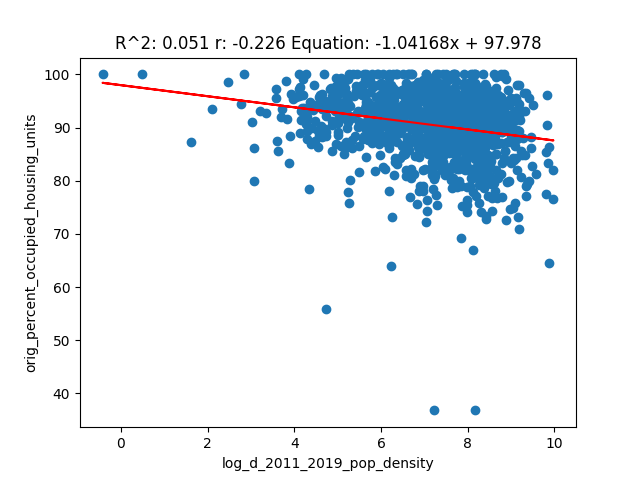 R^2: 0.051 r: -0.226 Equation: -1.04168x + 97.978
orig_percent_occupied_housing_units
100
90
80
70
60
50
40
0 2 4 6 8 10
log_d_2011_2019_pop_density